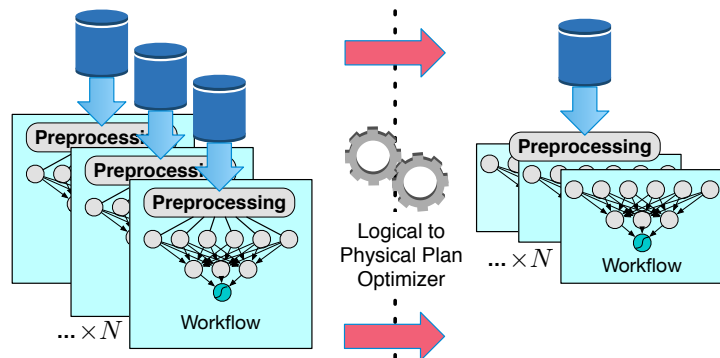 Preprocessing
Preprocessing
Preprocessing
Workflow
... × N
Logical to
Physical Plan
Optimizer
Preprocessing
Workflow
... × N